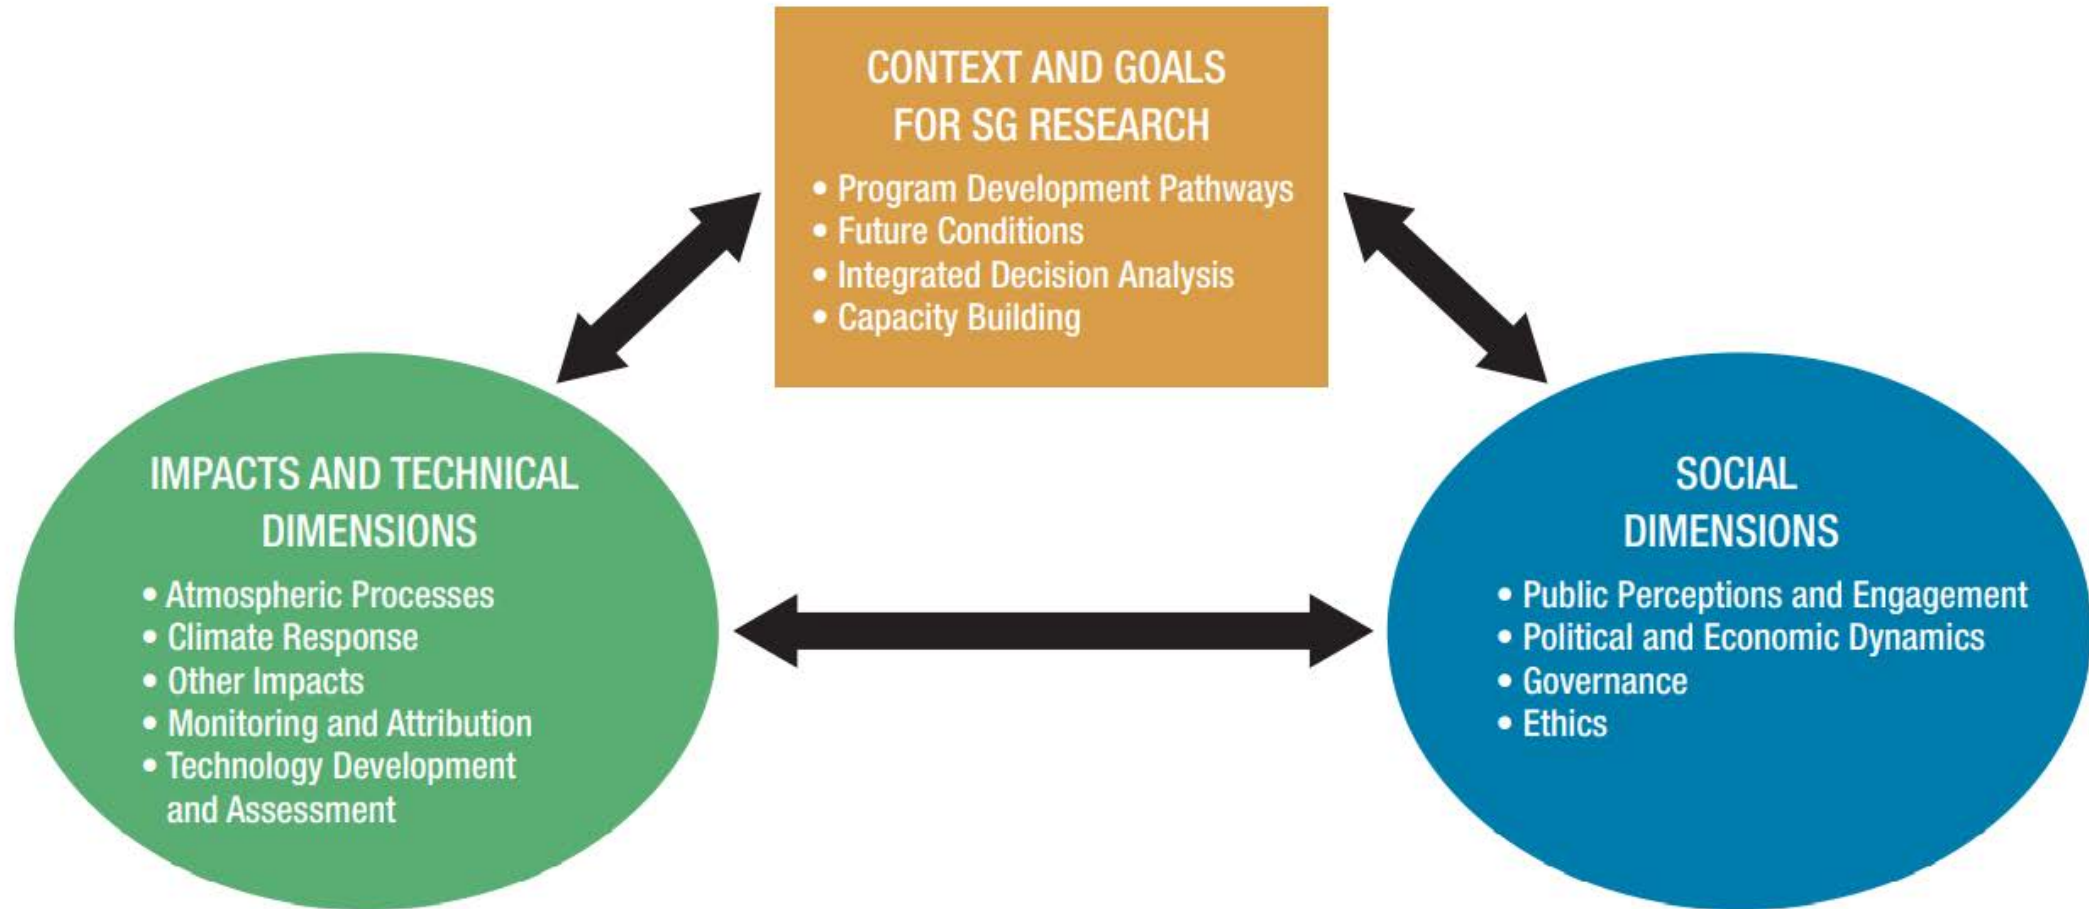 CONTEXT AND GOALS
FOR SG RESEARCH
• Program Development Pathways
• Future Conditions
• Integrated Decision Analysis
• Capacity Building
IMPACTS AND TECHNICAL
DIMENSIONS
• Atmospheric Processes
• Climate Response
• Other Impacts
• Monitoring and Attribution
• Technology Development
and Assessment
SOCIAL
DIMENSIONS
• Public Perceptions and Engagement
• Political and Economic Dynamics
• Governance
• Ethics